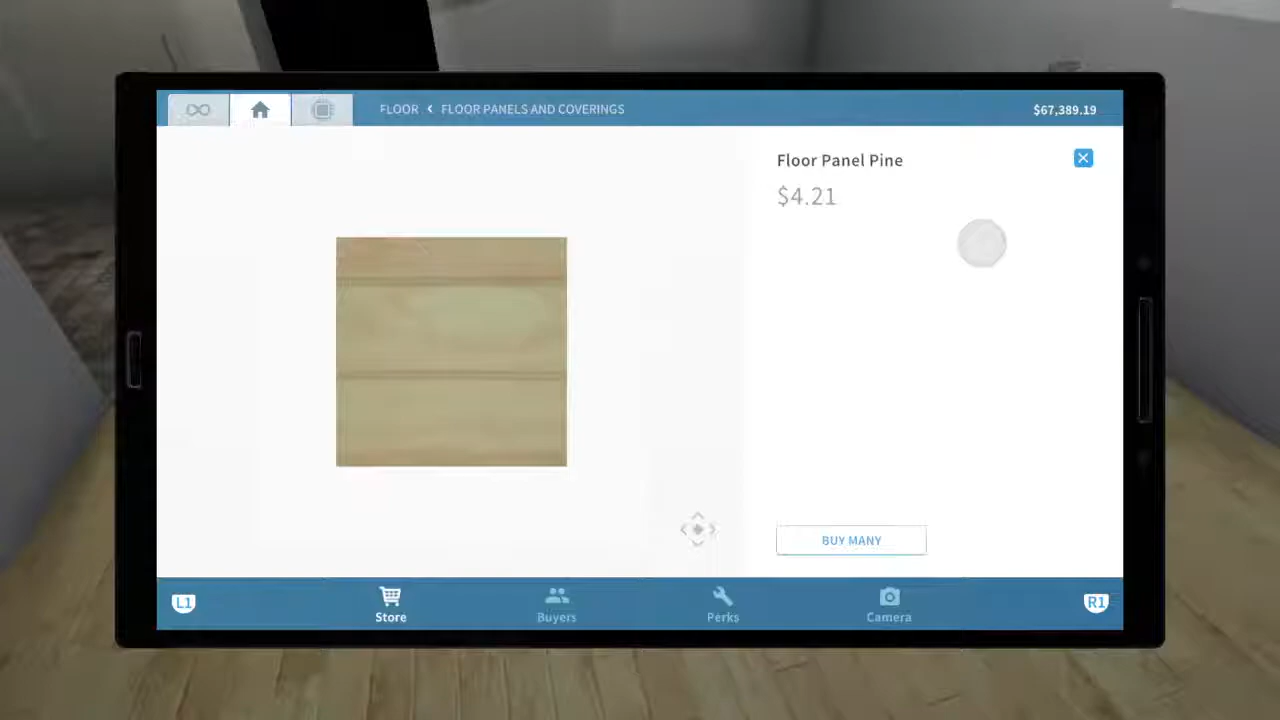 FLOOR < FLOOR PANELS AND COVERINGS
$67,389.19
Floor Panel Pine
$4.21
BUY MANY
L1
Store
Buyers
Perks
Camera
R1